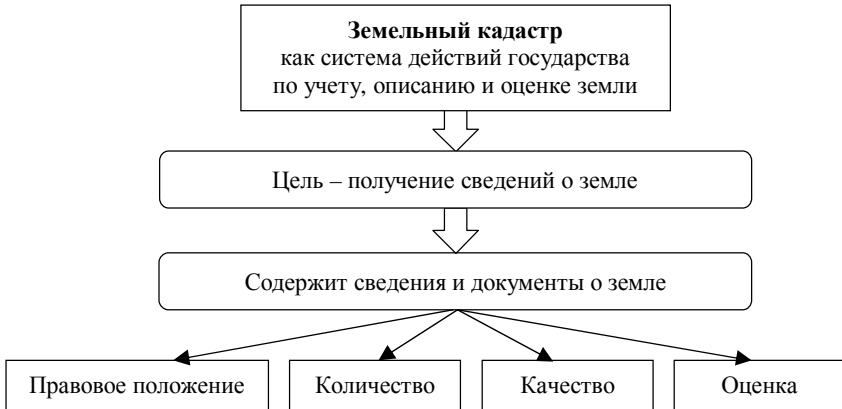 Земельный кадастр
как система действий государства
по учету, описанию и оценке земли
Цель – получение сведений о земле
Содержит сведения и документы о земле
Правовое положение
Количество
Качество
Оценка